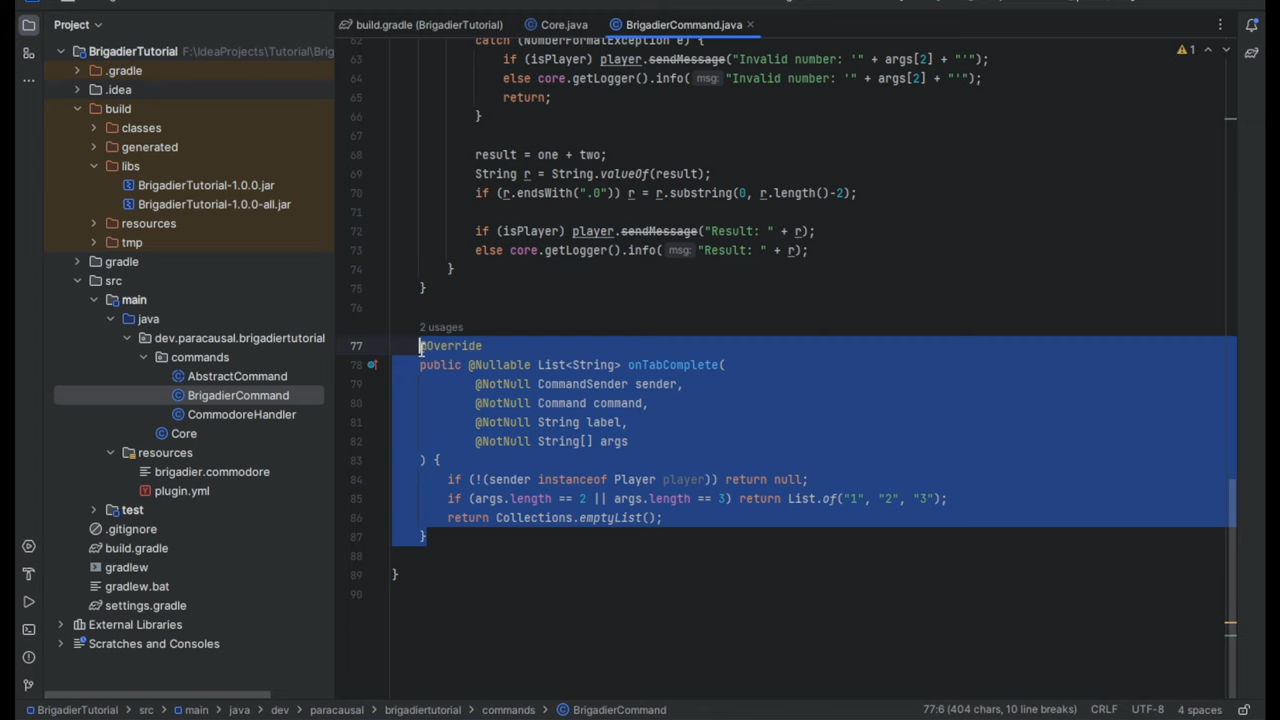 Project
build.gradle (BrigadierTutorial)
Core.java
BrigadierCommand.java
BrigadierTutorial F:\IdeaProjects\Tutorial\Brig
.gradle
.idea
build
classes
generated
libs
BrigadierTutorial-1.0.0.jar
BrigadierTutorial-1.0.0-all.jar
resources
tmp
gradle
src
main
java
dev.paracausal.brigadiertutorial
commands
AbstractCommand
BrigadierCommand
CommodoreHandler
Core
resources
brigadier.commodore
plugin.yml
test
.gitignore
build.gradle
gradlew
gradlew.bat
settings.gradle
External Libraries
Scratches and Consoles
1
62 catch (NumberFormatException e) {
63 if (isPlayer) player.sendMessage("Invalid number: '" + args[2] + "'");
64 else core.getLogger().info( msg: "Invalid number: '" + args[2] + "'");
65 return;
66 }
67
68 result = one + two;
69 String r = String.valueOf(result);
70 if (r.endsWith(".0")) r = r.substring(0, r.length()-2);
71
72 if (isPlayer) player.sendMessage("Result: " + r);
73 else core.getLogger().info( msg: "Result: " + r);
74 }
75 }
76
2 usages
77 @Override
78 public @Nullable List<String> onTabComplete(
79 @NotNull CommandSender sender,
80 @NotNull Command command,
81 @NotNull String label,
82 @NotNull String[] args
83 ) {
84 if (!(sender instanceof Player player)) return null;
85 if (args.length == 2 || args.length == 3) return List.of("1", "2", "3");
86 return Collections.emptyList();
87 }
88
89 }
90
BrigadierTutorial > src > main > java > dev > paracausal > brigadiertutorial > commands > BrigadierCommand
77:6 (404 chars, 10 line breaks) CRLF UTF-8 4 spaces